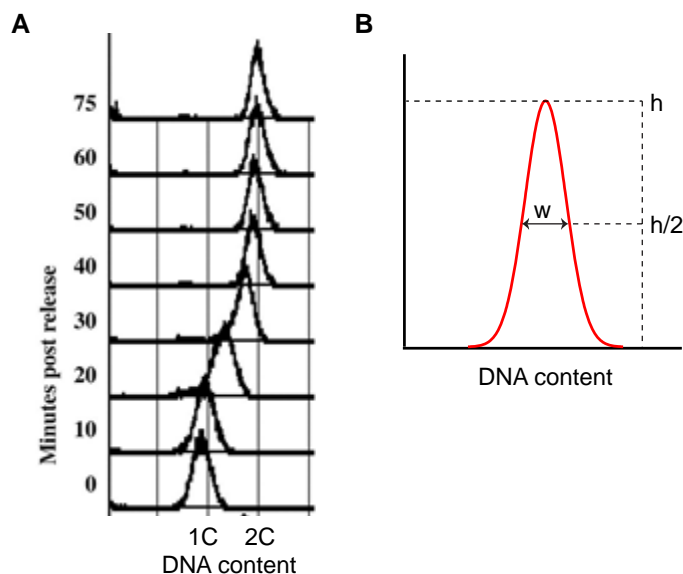 A
75
60
50
40
30
20
10
0
Minutes post release
1C 2C
DNA content
B
h
w
h/2
DNA content